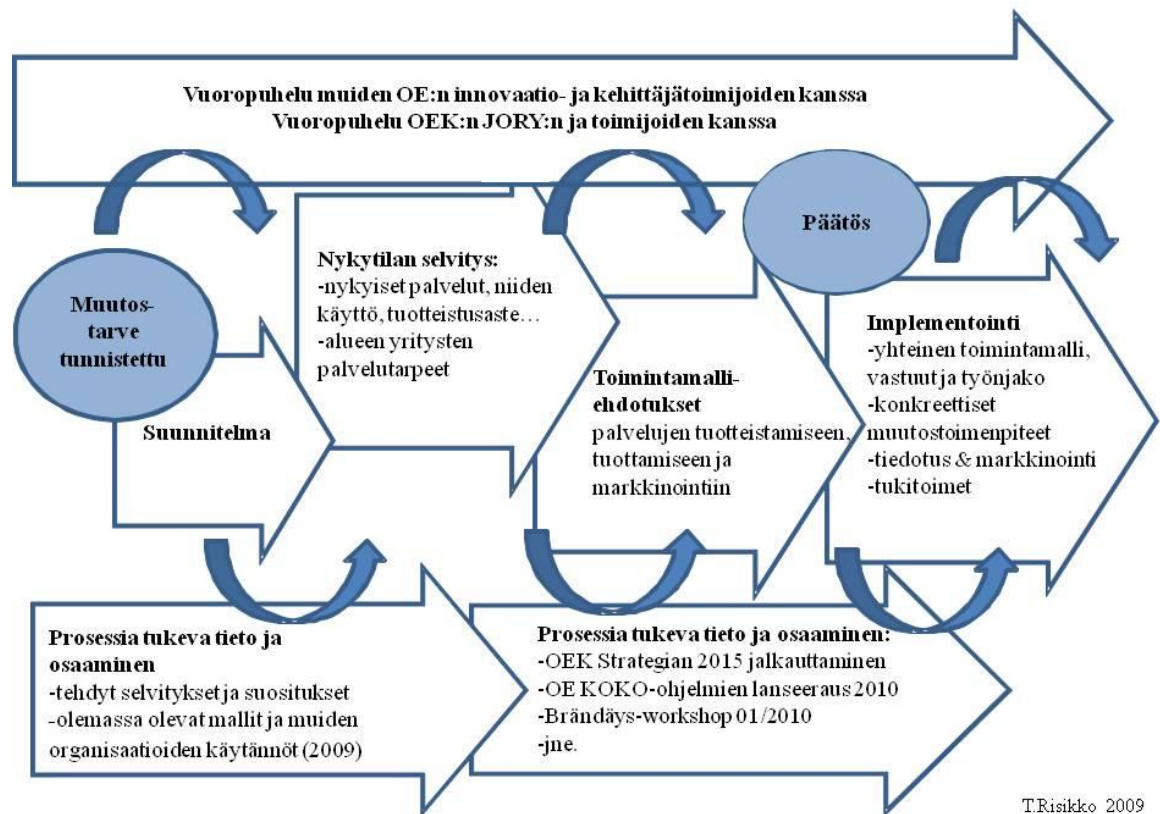 Vuoropuhelu muiden OE:n innovaatio- ja kehittäjätoimijoiden kanssa
Vuoropuhelu OEK:n JORY:n ja toimijoiden kanssa
Muutos-
tarve
tunnistettu
Suunnitelma
Nykytilan selvitys:
-nykyiset palvelut, niiden
käyttö, tuotteistusaste…
-alueen yritysten
palvelutarpeet
Toimintamalli-
ehdotukset
palvelujen tuotteistamiseen,
tuottamiseen ja
markkinointiin
Päätös
Implementointi
-yhteinen toimintamalli,
vastuut ja työnjako
-konkreettiset
muutostoimenpiteet
-tiedotus & markkinointi
-tukitoimet
Prosessia tukeva tieto ja
osaaminen
-tehdyt selvitykset ja suositukset
-olemassa olevat mallit ja muiden
organisaatioiden käytännöt (2009)
Prosessia tukeva tieto ja osaaminen:
-OEK Strategian 2015 jalkauttaminen
-OE KOKO-ohjelmien lanseeraus 2010
-Brändäys-workshop 01/2010
-jne.
T.Risikko 2009